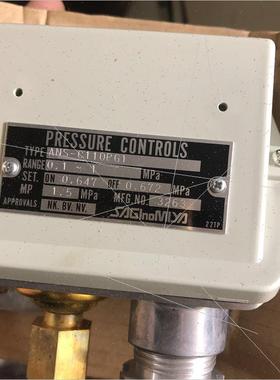 PRESSURE CONTROLS
TYPE ANS-C110PG1
RANGE 0.1 - 1 MPa
SET. ON 0.647 OFF 0.672 MPa
MP 1.5 MPa MFG.NO. 32632
APPROVALS NK. BV. NV. SAGInoMIYA
221P